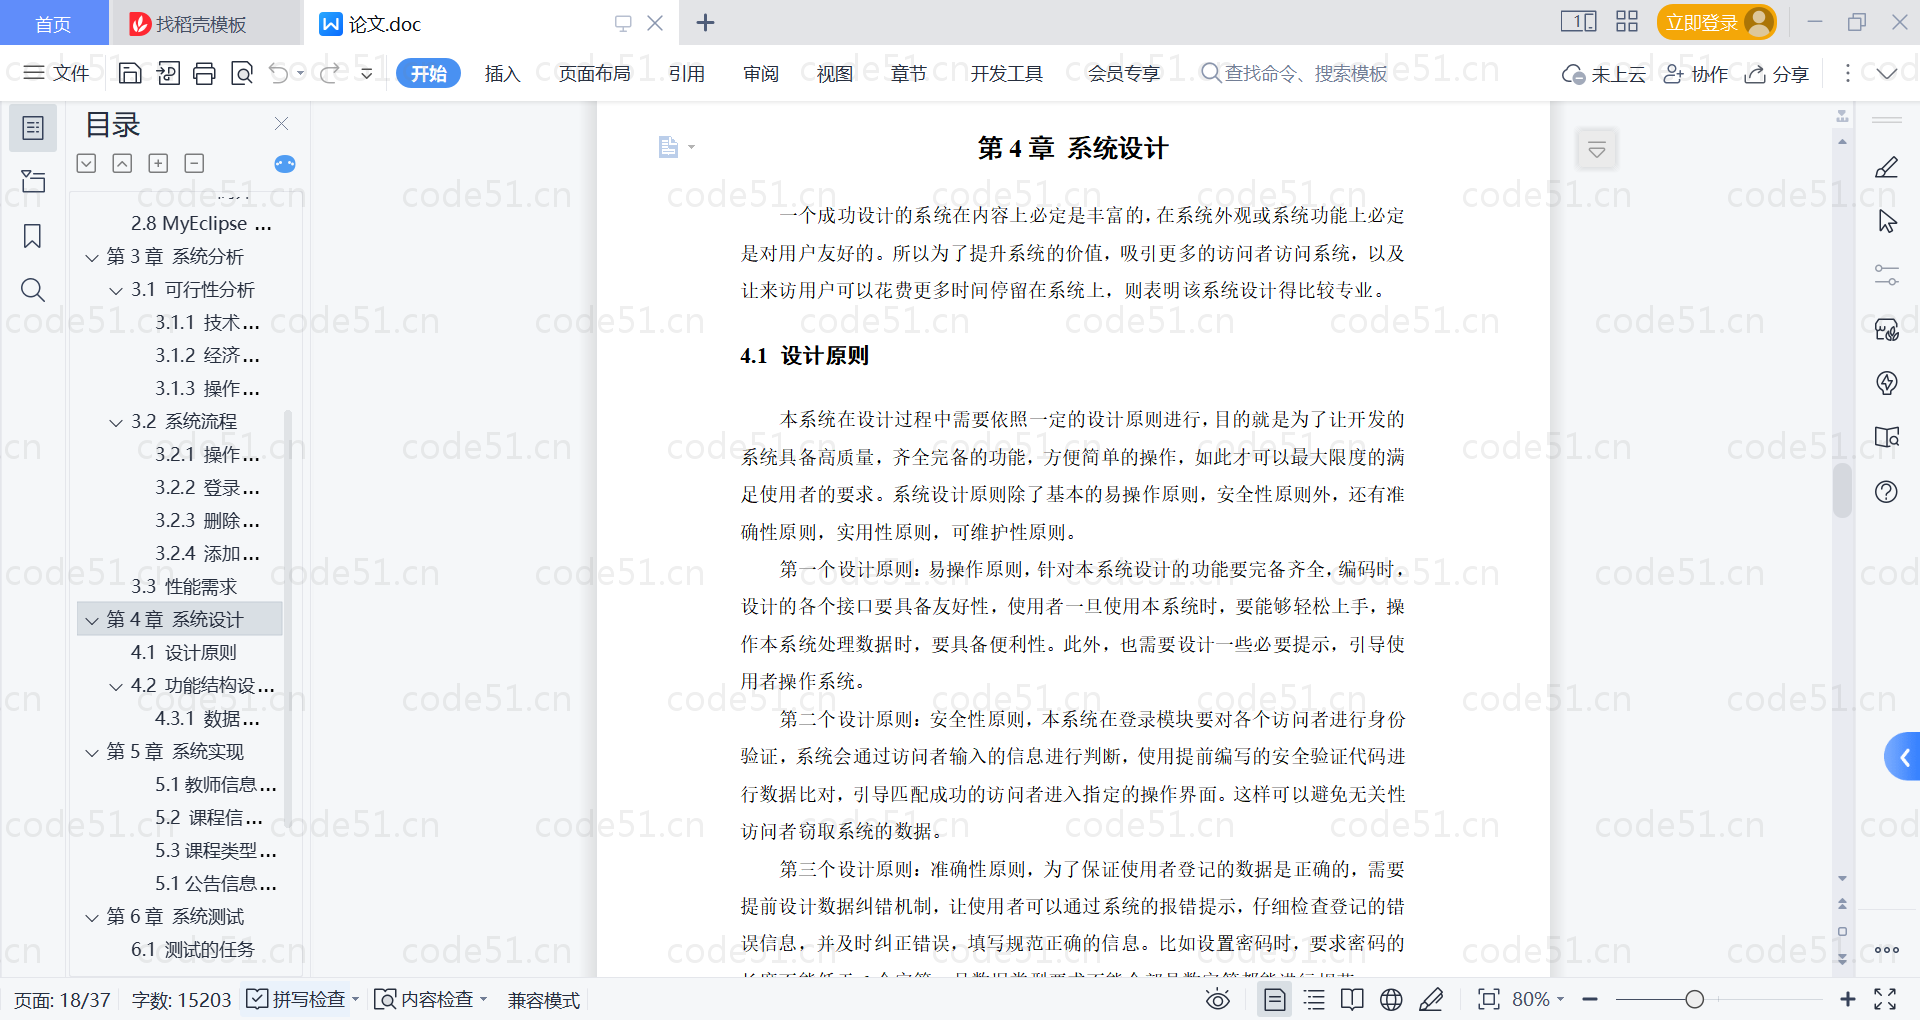 首页
找稻壳模板
论文.doc
立即登录
文件
开始
插入
页面布局
引用
审阅
视图
章节
开发工具
会员专享
查找命令、搜索模板
未上云
协作
分享
目录
2.8 MyEclipse ...
第 3 章 系统分析
3.1 可行性分析
3.1.1 技术...
3.1.2 经济...
3.1.3 操作...
3.2 系统流程
3.2.1 操作...
3.2.2 登录...
3.2.3 删除...
3.2.4 添加...
3.3 性能需求
第 4 章 系统设计
4.1 设计原则
4.2 功能结构设...
4.3.1 数据...
第 5 章 系统实现
5.1 教师信息...
5.2 课程信...
5.3 课程类型...
5.1 公告信息...
第 6 章 系统测试
6.1 测试的任务
第 4 章 系统设计
一个成功设计的系统在内容上必定是丰富的，在系统外观或系统功能上必定
是对用户友好的。所以为了提升系统的价值，吸引更多的访问者访问系统，以及
让来访用户可以花费更多时间停留在系统上，则表明该系统设计得比较专业。
4.1 设计原则
本系统在设计过程中需要依照一定的设计原则进行，目的就是为了让开发的
系统具备高质量，齐全完备的功能，方便简单的操作，如此才可以最大限度的满
足使用者的要求。系统设计原则除了基本的易操作原则，安全性原则外，还有准
确性原则，实用性原则，可维护性原则。
第一个设计原则：易操作原则，针对本系统设计的功能要完备齐全，编码时，
设计的各个接口要具备友好性，使用者一旦使用本系统时，要能够轻松上手，操
作本系统处理数据时，要具备便利性。此外，也需要设计一些必要提示，引导使
用者操作系统。
第二个设计原则：安全性原则，本系统在登录模块要对各个访问者进行身份
验证，系统会通过访问者输入的信息进行判断，使用提前编写的安全验证代码进
行数据比对，引导匹配成功的访问者进入指定的操作界面。这样可以避免无关性
访问者窃取系统的数据。
第三个设计原则：准确性原则，为了保证使用者登记的数据是正确的，需要
提前设计数据纠错机制，让使用者可以通过系统的报错提示，仔细检查登记的错
误信息，并及时纠正错误，填写规范正确的信息。比如设置密码时，要求密码的
页面: 18/37
字数: 15203
拼写检查
内容检查
兼容模式
80%
code51.cn